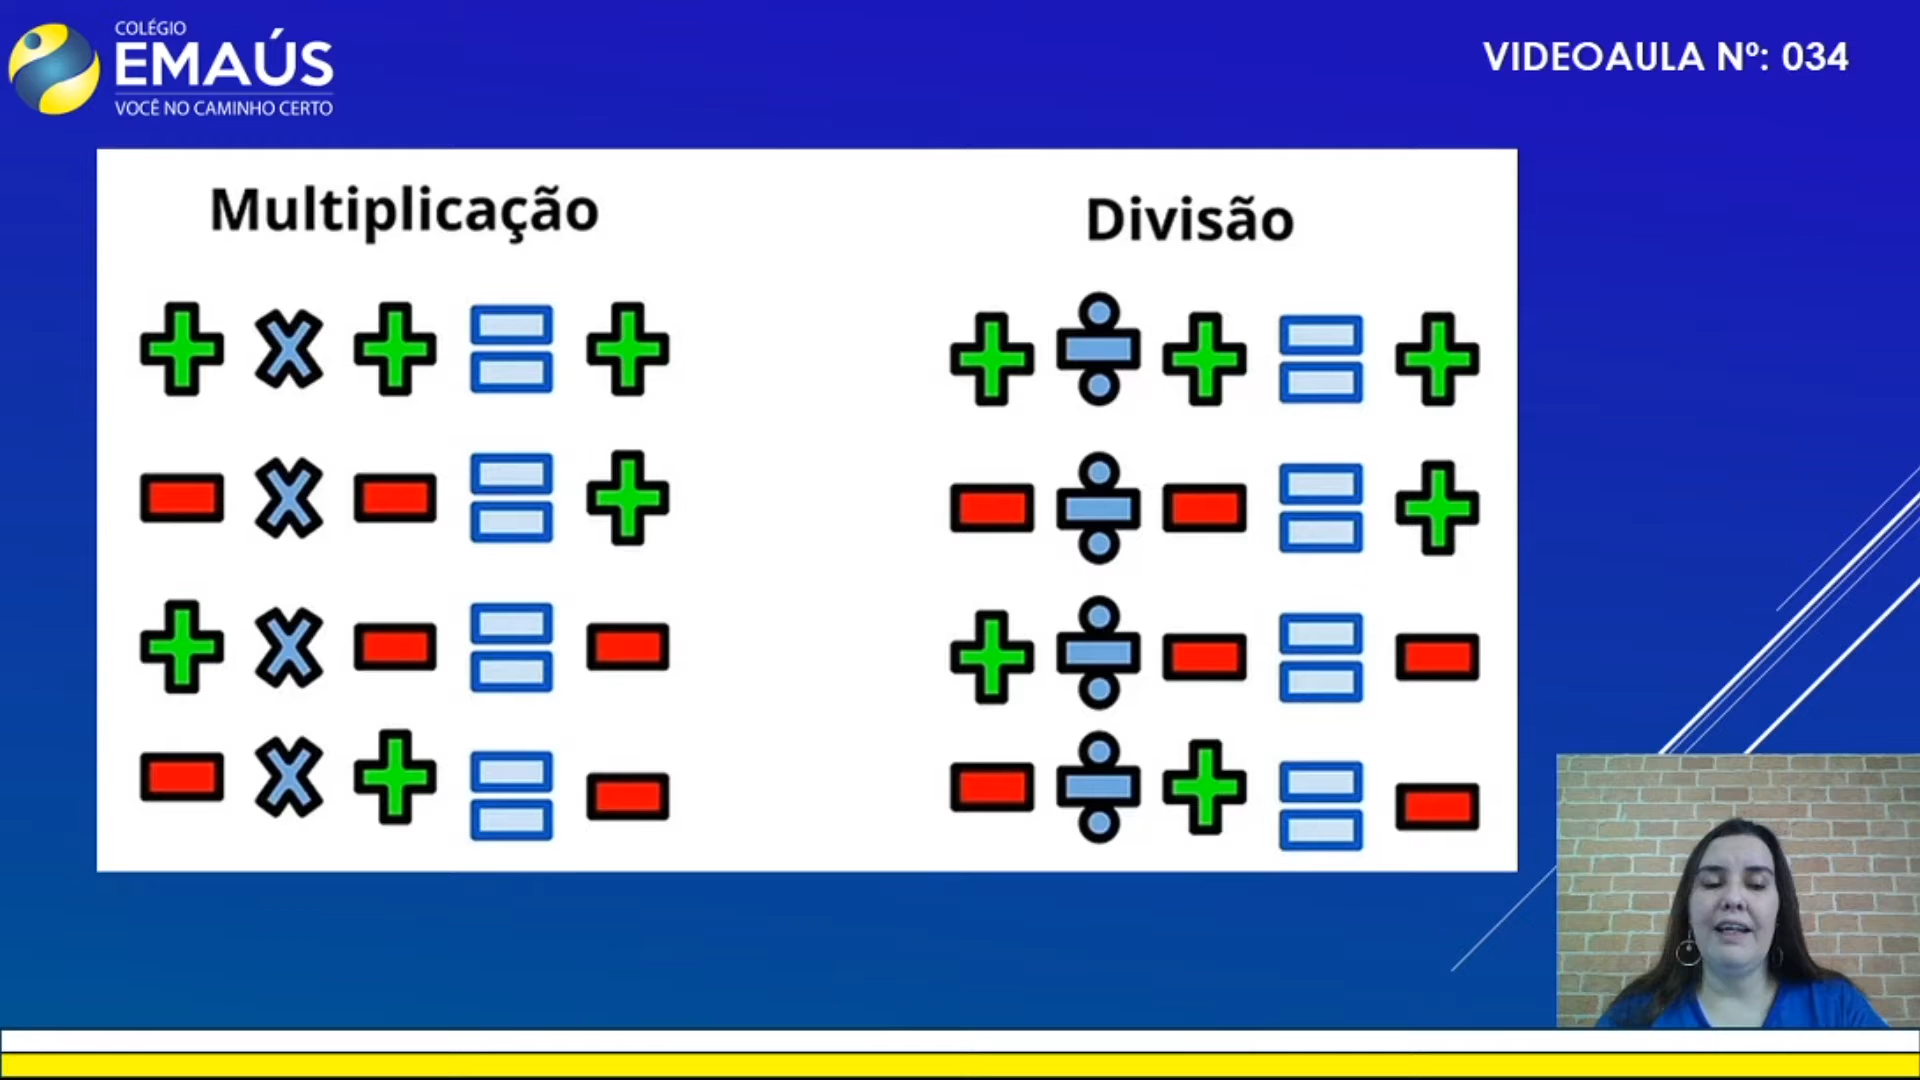 COLÉGIO
EMAÚS
VOCÊ NO CAMINHO CERTO
VIDEOAULA Nº: 034
Multiplicação
Divisão
+ x + = +
- x - = +
+ x - = -
- x + = -
+ ÷ + = +
- ÷ - = +
+ ÷ - = -
- ÷ + = -